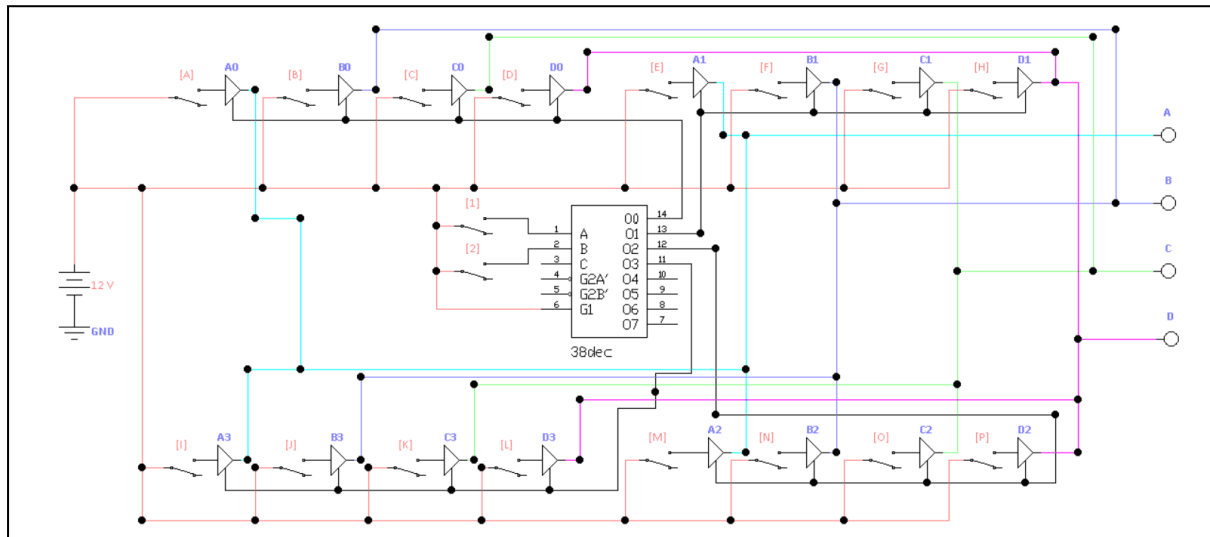 A0 B0 C0 D0 A1 B1 C1 D1
[A] [B] [C] [D] [E] [F] [G] [H]
A
B
C
D
[1]
[2]
12V
GND
1 A O0 14
2 B O1 13
3 C O2 12
4 G2A' O3 11
5 G2B' O4 10
6 G1 O5 9
O6 8
O7 7
38dec
A3 B3 C3 D3 A2 B2 C2 D2
[I] [J] [K] [L] [M] [N] [O] [P]